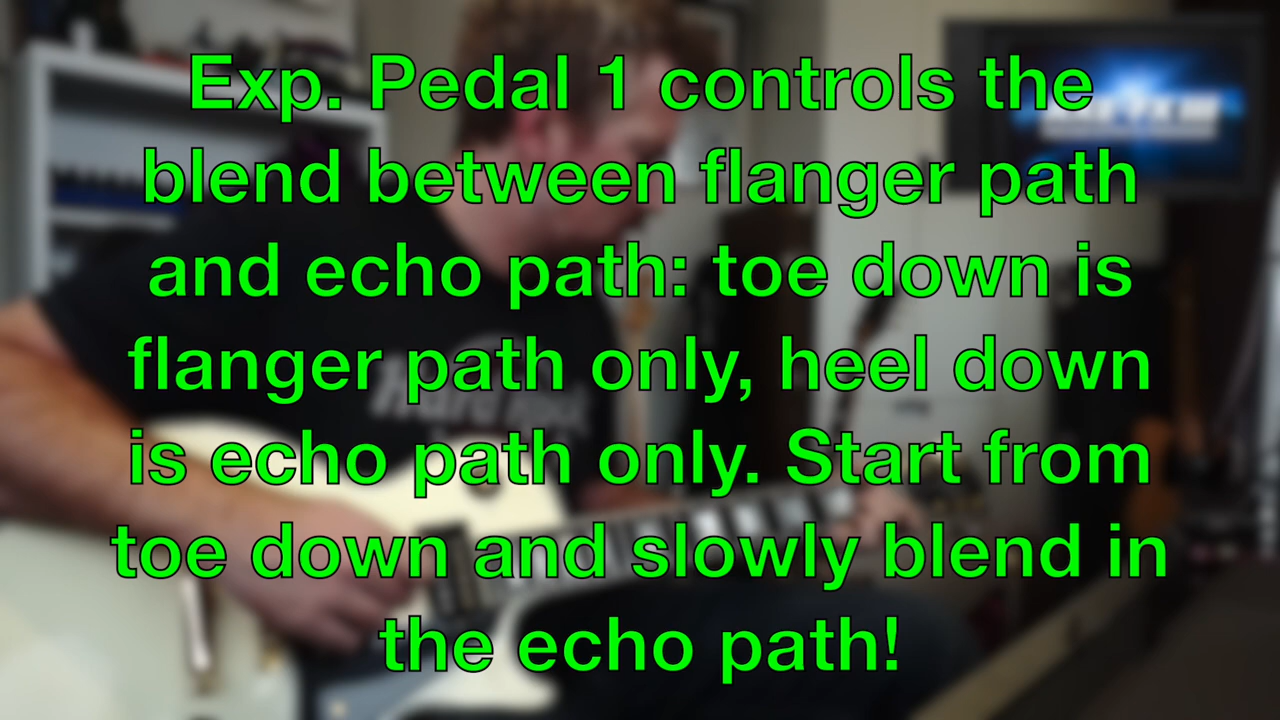 Exp. Pedal 1 controls the
blend between flanger path
and echo path: toe down is
flanger path only, heel down
is echo path only. Start from
toe down and slowly blend in
the echo path!